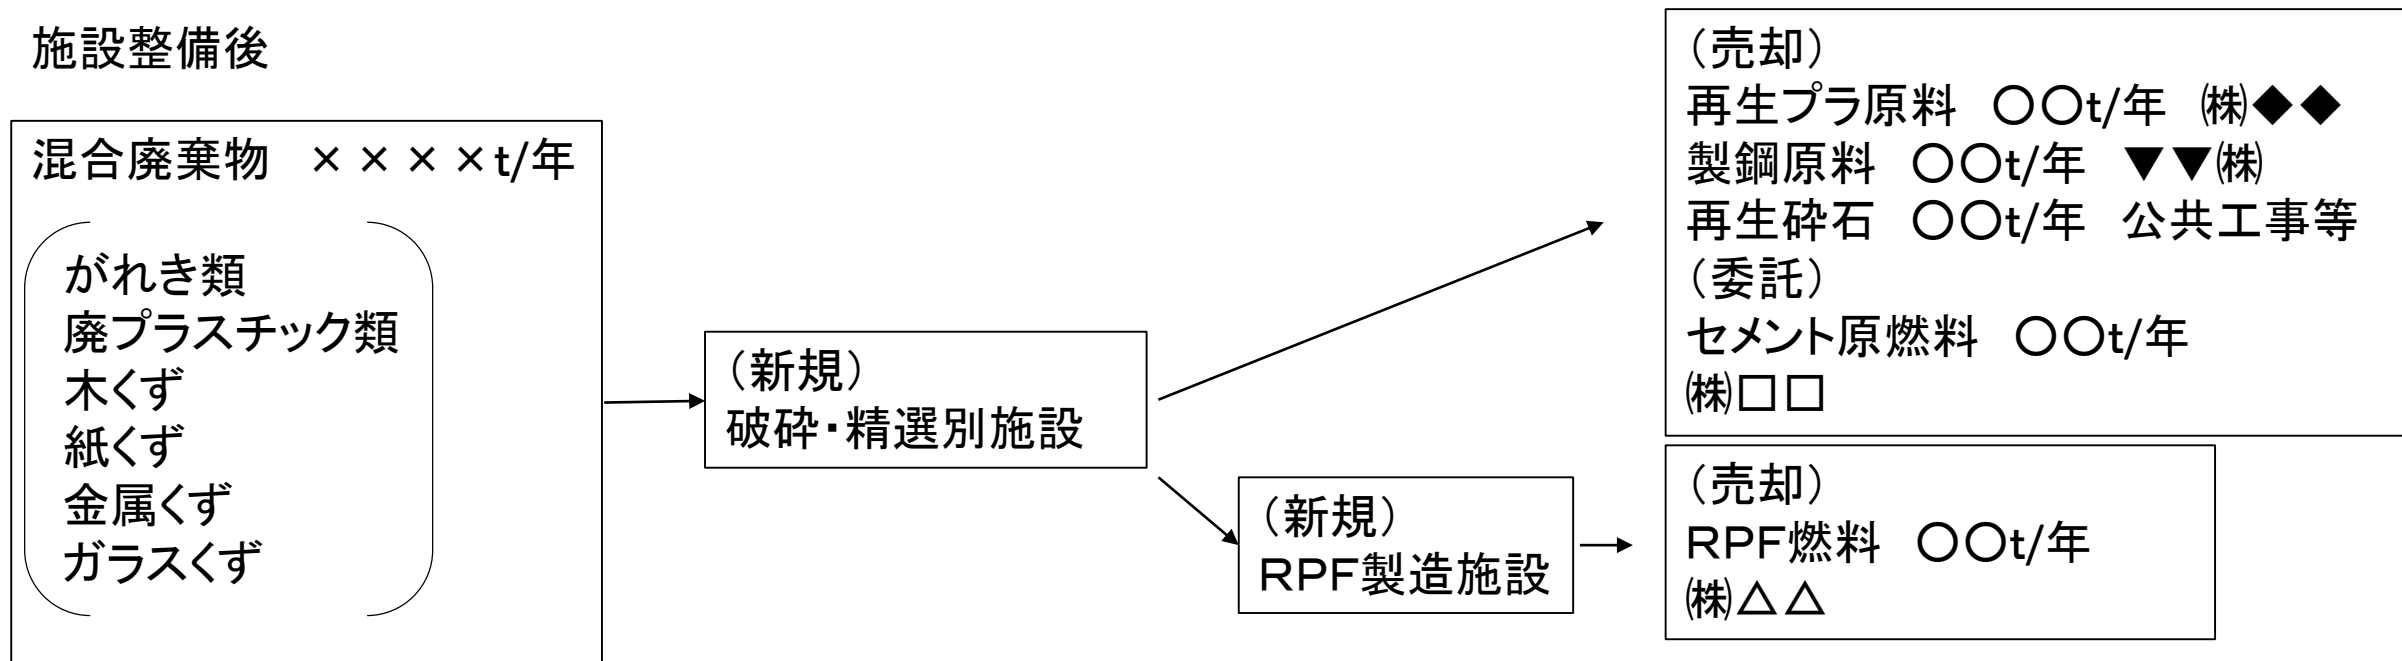 施設整備後
混合廃棄物　××××t/年
がれき類
廃プラスチック類
木くず
紙くず
金属くず
ガラスくず
（新規）
破砕・精選別施設
（新規）
ＲＰＦ製造施設
（売却）
再生プラ原料　〇〇t/年　㈱◆◆
製鋼原料　〇〇t/年　▼▼㈱
再生砕石　〇〇t/年　公共工事等
（委託）
セメント原燃料　〇〇t/年
㈱□□
（売却）
ＲＰＦ燃料　〇〇t/年
㈱△△